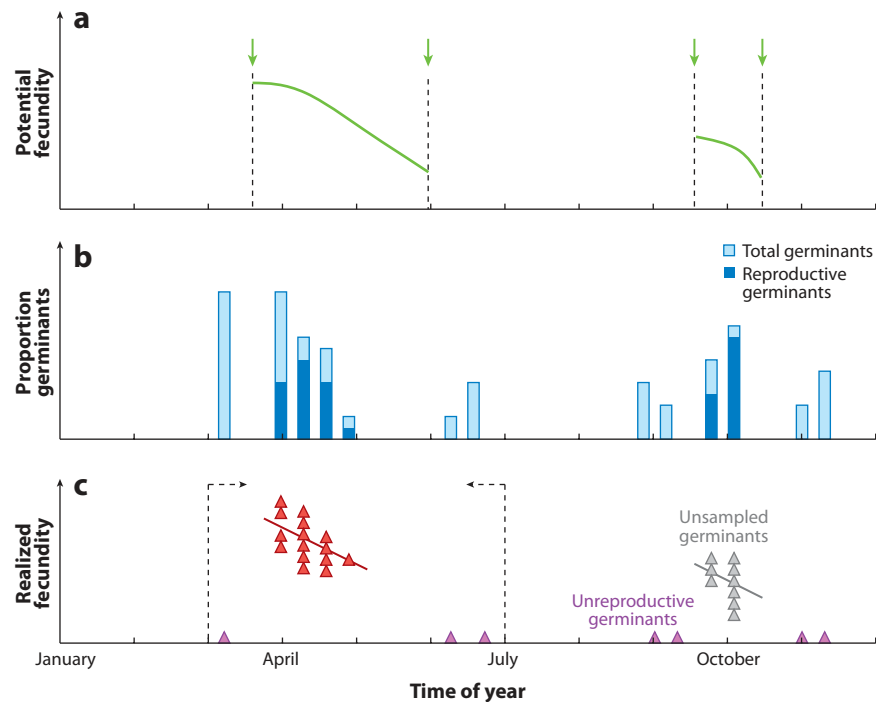 a
Potential
fecundity
b
Total germinants
Reproductive
germinants
Proportion
germinants
c
Unsampled
germinants
Unreproductive
germinants
Realized
fecundity
January
April
July
October
Time of year